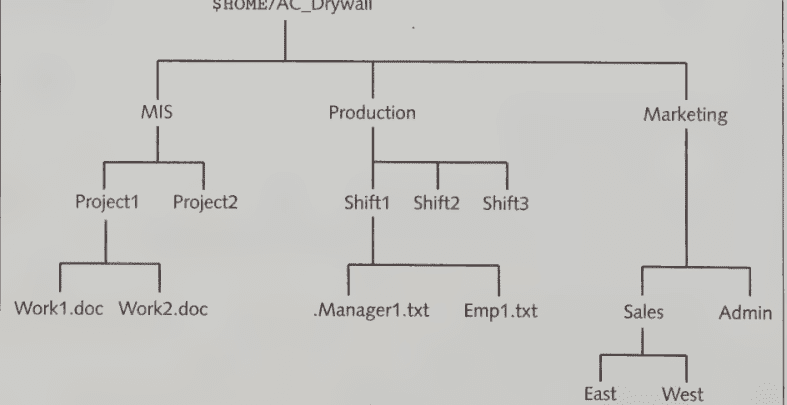 $HOME/AC_Drywall
MIS Production Marketing
Project1 Project2 Shift1 Shift2 Shift3
Work1.doc Work2.doc .Manager1.txt Emp1.txt Sales Admin
East West